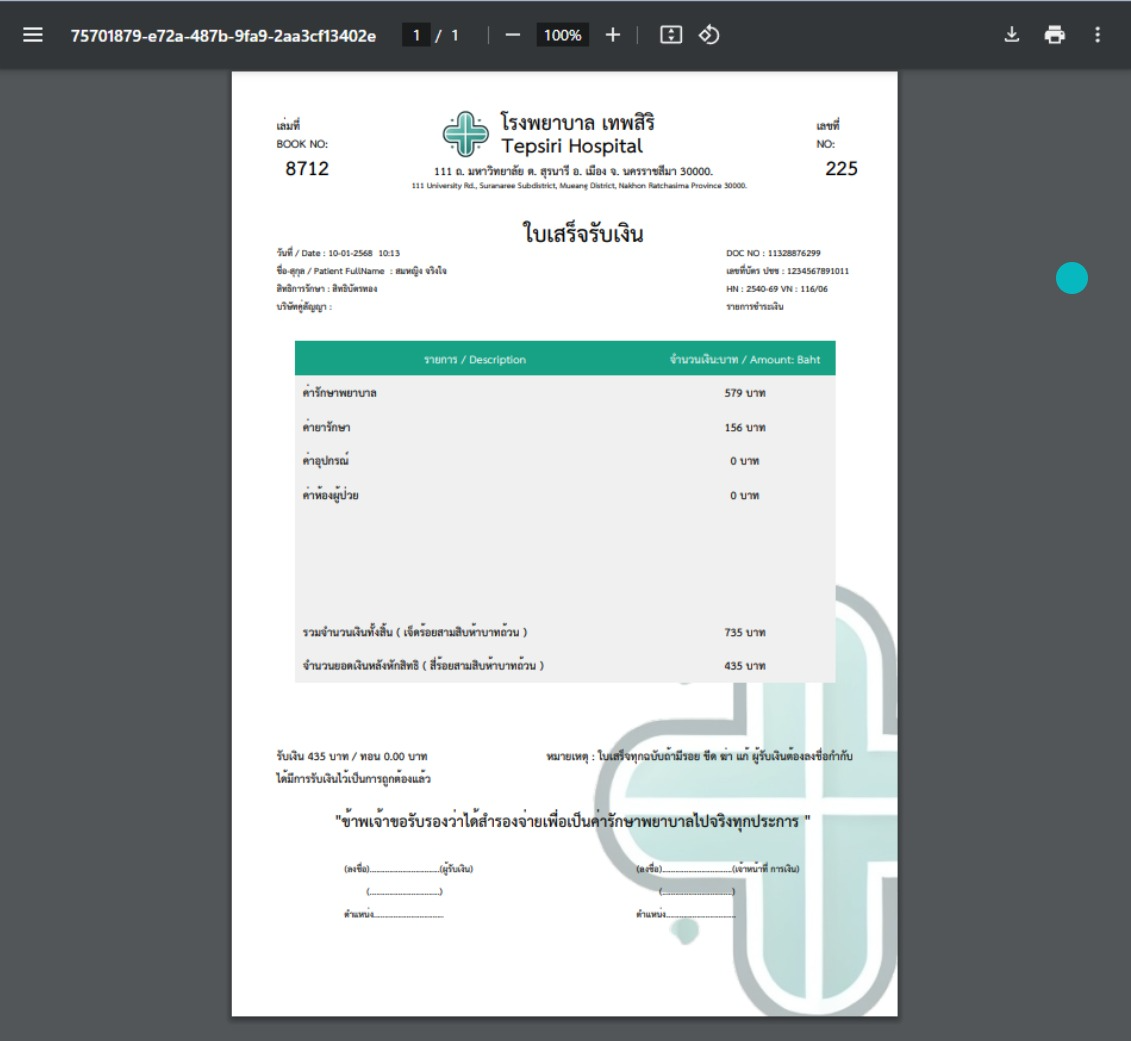 75701879-e72a-487b-9fa9-2aa3cf13402e 1 / 1 100%
เล่มที่
BOOK NO:
8712
โรงพยาบาล เทพสิริ
Tepsiri Hospital
111 ถ. มหาวิทยาลัย ต. สุรนารี อ. เมือง จ. นครราชสีมา 30000.
111 University Rd., Suranaree Subdistrict, Mueang District, Nakhon Ratchasima Province 30000.
เลขที่
NO:
225
ใบเสร็จรับเงิน
วันที่ / Date : 10-01-2568 10:13
ชื่อ-สุกุล / Patient FullName : สมหญิง จริงใจ
สิทธิการรักษา : สิทธิบัตรทอง
บริษัทคู่สัญญา :
DOC NO : 11328876299
เลขที่บัตร ปชช : 1234567891011
HN : 2540-69 VN : 116/06
รายการชำระเงิน
รายการ / Description จำนวนเงิน:บาท / Amount: Baht
ค่ารักษาพยาบาล 579 บาท
ค่ายารักษา 156 บาท
ค่าอุปกรณ์ 0 บาท
ค่าห้องผู้ป่วย 0 บาท
รวมจำนวนเงินทั้งสิ้น ( เจ็ดร้อยสามสิบห้าบาทถ้วน ) 735 บาท
จำนวนยอดเงินหลังหักสิทธิ ( สี่ร้อยสามสิบห้าบาทถ้วน ) 435 บาท
รับเงิน 435 บาท / ทอน 0.00 บาท
ได้มีการรับเงินไว้เป็นการถูกต้องแล้ว
หมายเหตุ : ใบเสร็จทุกฉบับถ้ามีรอย ขีด ฆ่า แก้ ผู้รับเงินต้องลงชื่อกำกับ
"ข้าพเจ้าขอรับรองว่าได้สำรองจ่ายเพื่อเป็นค่ารักษาพยาบาลไปจริงทุกประการ "
(ลงชื่อ)..............................(ผู้รับเงิน)
(..............................)
ตำแหน่ง..............................
(ลงชื่อ)..............................(เจ้าหน้าที่ การเงิน)
(..............................)
ตำแหน่ง..............................